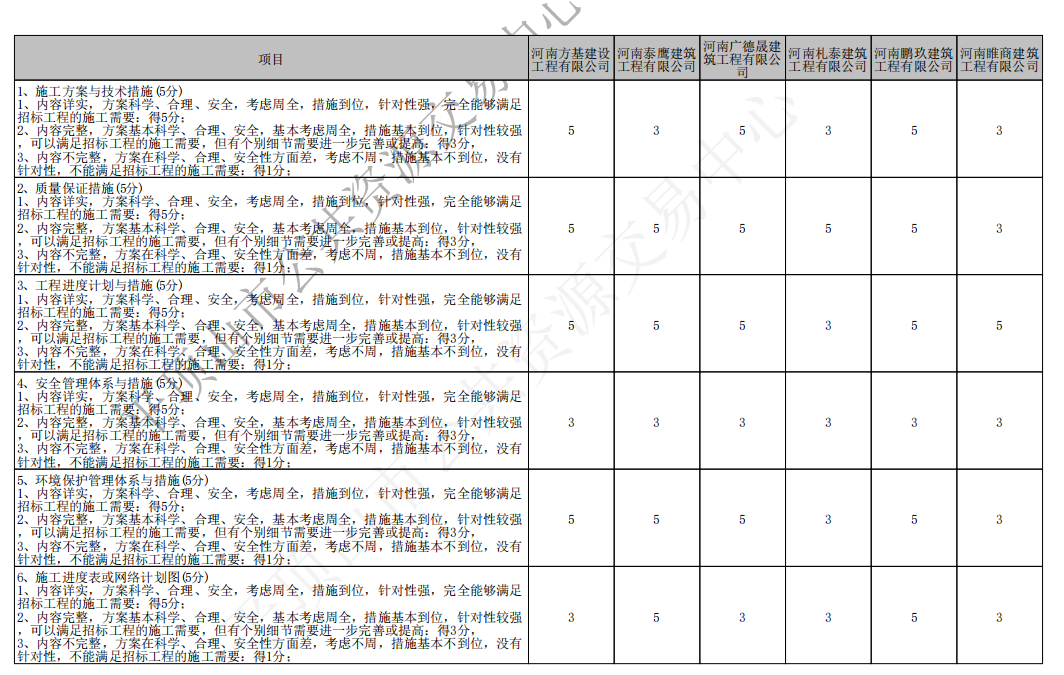 项目
河南方基建设
工程有限公司
河南泰鹰建筑
工程有限公司
河南广德晟建
筑工程有限公
司
河南札泰建筑
工程有限公司
河南鹏玖建筑
工程有限公司
河南睢商建筑
工程有限公司
1、施工方案与技术措施(5分)
1、内容详实，方案科学、合理、安全，考虑周全，措施到位，针对性强，完全能够满足
招标工程的施工需要：得5分；
2、内容完整，方案基本科学、合理、安全，基本考虑周全，措施基本到位，针对性较强
，可以满足招标工程的施工需要，但有个别细节需要进一步完善或提高：得3分，
3、内容不完整，方案在科学、合理、安全性方面差，考虑不周，措施基本不到位，没有
针对性，不能满足招标工程的施工需要：得1分；
5 3 5 3 5 3
2、质量保证措施(5分)
1、内容详实，方案科学、合理、安全，考虑周全，措施到位，针对性强，完全能够满足
招标工程的施工需要：得5分；
2、内容完整，方案基本科学、合理、安全，基本考虑周全，措施基本到位，针对性较强
，可以满足招标工程的施工需要，但有个别细节需要进一步完善或提高：得3分，
3、内容不完整，方案在科学、合理、安全性方面差，考虑不周，措施基本不到位，没有
针对性，不能满足招标工程的施工需要：得1分；
5 5 5 5 5 3
3、工程进度计划与措施(5分)
1、内容详实，方案科学、合理、安全，考虑周全，措施到位，针对性强，完全能够满足
招标工程的施工需要：得5分；
2、内容完整，方案基本科学、合理、安全，基本考虑周全，措施基本到位，针对性较强
，可以满足招标工程的施工需要，但有个别细节需要进一步完善或提高：得3分，
3、内容不完整，方案在科学、合理、安全性方面差，考虑不周，措施基本不到位，没有
针对性，不能满足招标工程的施工需要：得1分；
5 5 5 3 5 5
4、安全管理体系与措施(5分)
1、内容详实，方案科学、合理、安全，考虑周全，措施到位，针对性强，完全能够满足
招标工程的施工需要：得5分；
2、内容完整，方案基本科学、合理、安全，基本考虑周全，措施基本到位，针对性较强
，可以满足招标工程的施工需要，但有个别细节需要进一步完善或提高：得3分，
3、内容不完整，方案在科学、合理、安全性方面差，考虑不周，措施基本不到位，没有
针对性，不能满足招标工程的施工需要：得1分；
3 3 3 3 3 3
5、环境保护管理体系与措施(5分)
1、内容详实，方案科学、合理、安全，考虑周全，措施到位，针对性强，完全能够满足
招标工程的施工需要：得5分；
2、内容完整，方案基本科学、合理、安全，基本考虑周全，措施基本到位，针对性较强
，可以满足招标工程的施工需要，但有个别细节需要进一步完善或提高：得3分，
3、内容不完整，方案在科学、合理、安全性方面差，考虑不周，措施基本不到位，没有
针对性，不能满足招标工程的施工需要：得1分；
5 5 5 3 5 3
6、施工进度表或网络计划图(5分)
1、内容详实，方案科学、合理、安全，考虑周全，措施到位，针对性强，完全能够满足
招标工程的施工需要：得5分；
2、内容完整，方案基本科学、合理、安全，基本考虑周全，措施基本到位，针对性较强
，可以满足招标工程的施工需要，但有个别细节需要进一步完善或提高：得3分，
3、内容不完整，方案在科学、合理、安全性方面差，考虑不周，措施基本不到位，没有
针对性，不能满足招标工程的施工需要：得1分；
3 5 3 3 5 3
平顶山市公共资源交易中心
平顶山市公共资源交易中心